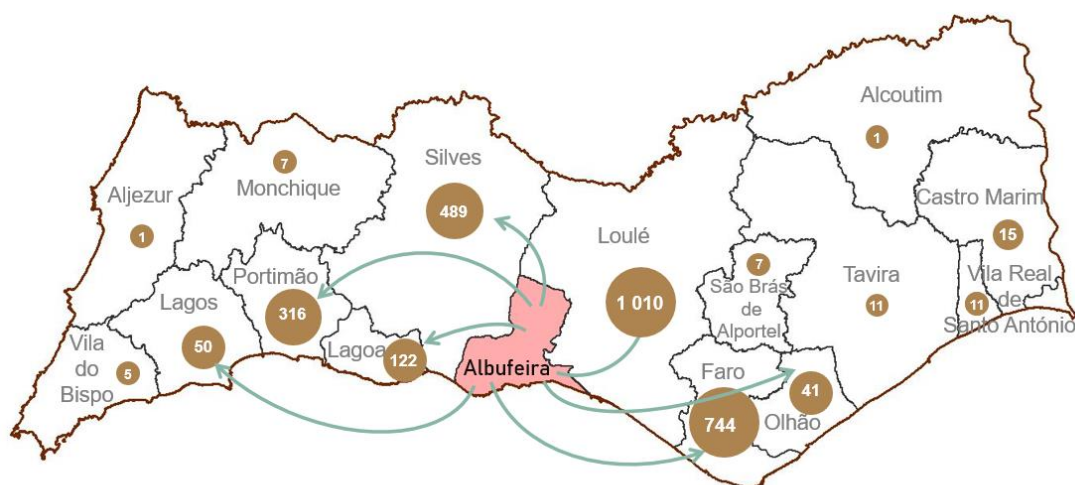 Alcoutim
1
Silves
489
7
Monchique
Aljezur
1
Castro Marim
15
Loulé
1 010
7
São Brás
de
Alportel
Tavira
11
Vila Real
de
11
Santo António
Portimão
316
Lagos
50
Lagoa
122
Vila
do
Bispo
5
Albufeira
Faro
744
41
Olhão